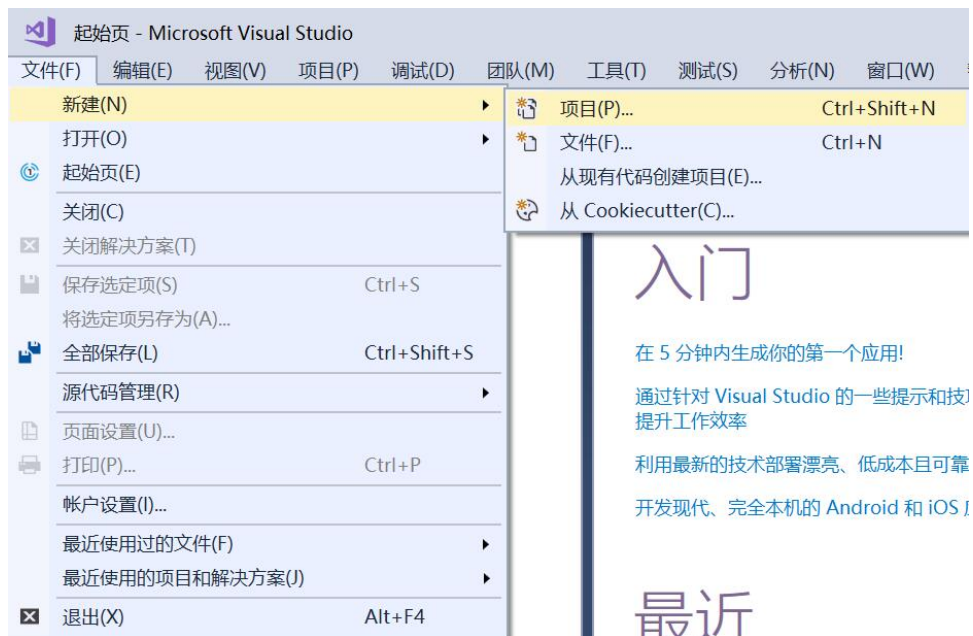 起始页 - Microsoft Visual Studio
文件(F) 编辑(E) 视图(V) 项目(P) 调试(D) 团队(M) 工具(T) 测试(S) 分析(N) 窗口(W)
新建(N)
打开(O)
起始页(E)
关闭(C)
关闭解决方案(T)
保存选定项(S) Ctrl+S
将选定项另存为(A)...
全部保存(L) Ctrl+Shift+S
源代码管理(R)
页面设置(U)...
打印(P)... Ctrl+P
帐户设置(I)...
最近使用过的文件(F)
最近使用的项目和解决方案(J)
退出(X) Alt+F4
项目(P)... Ctrl+Shift+N
文件(F)... Ctrl+N
从现有代码创建项目(E)...
从 Cookiecutter(C)...
入门
在 5 分钟内生成你的第一个应用!
通过针对 Visual Studio 的一些提示和技
提升工作效率
利用最新的技术部署漂亮、低成本且可靠
开发现代、完全本机的 Android 和 iOS
最近